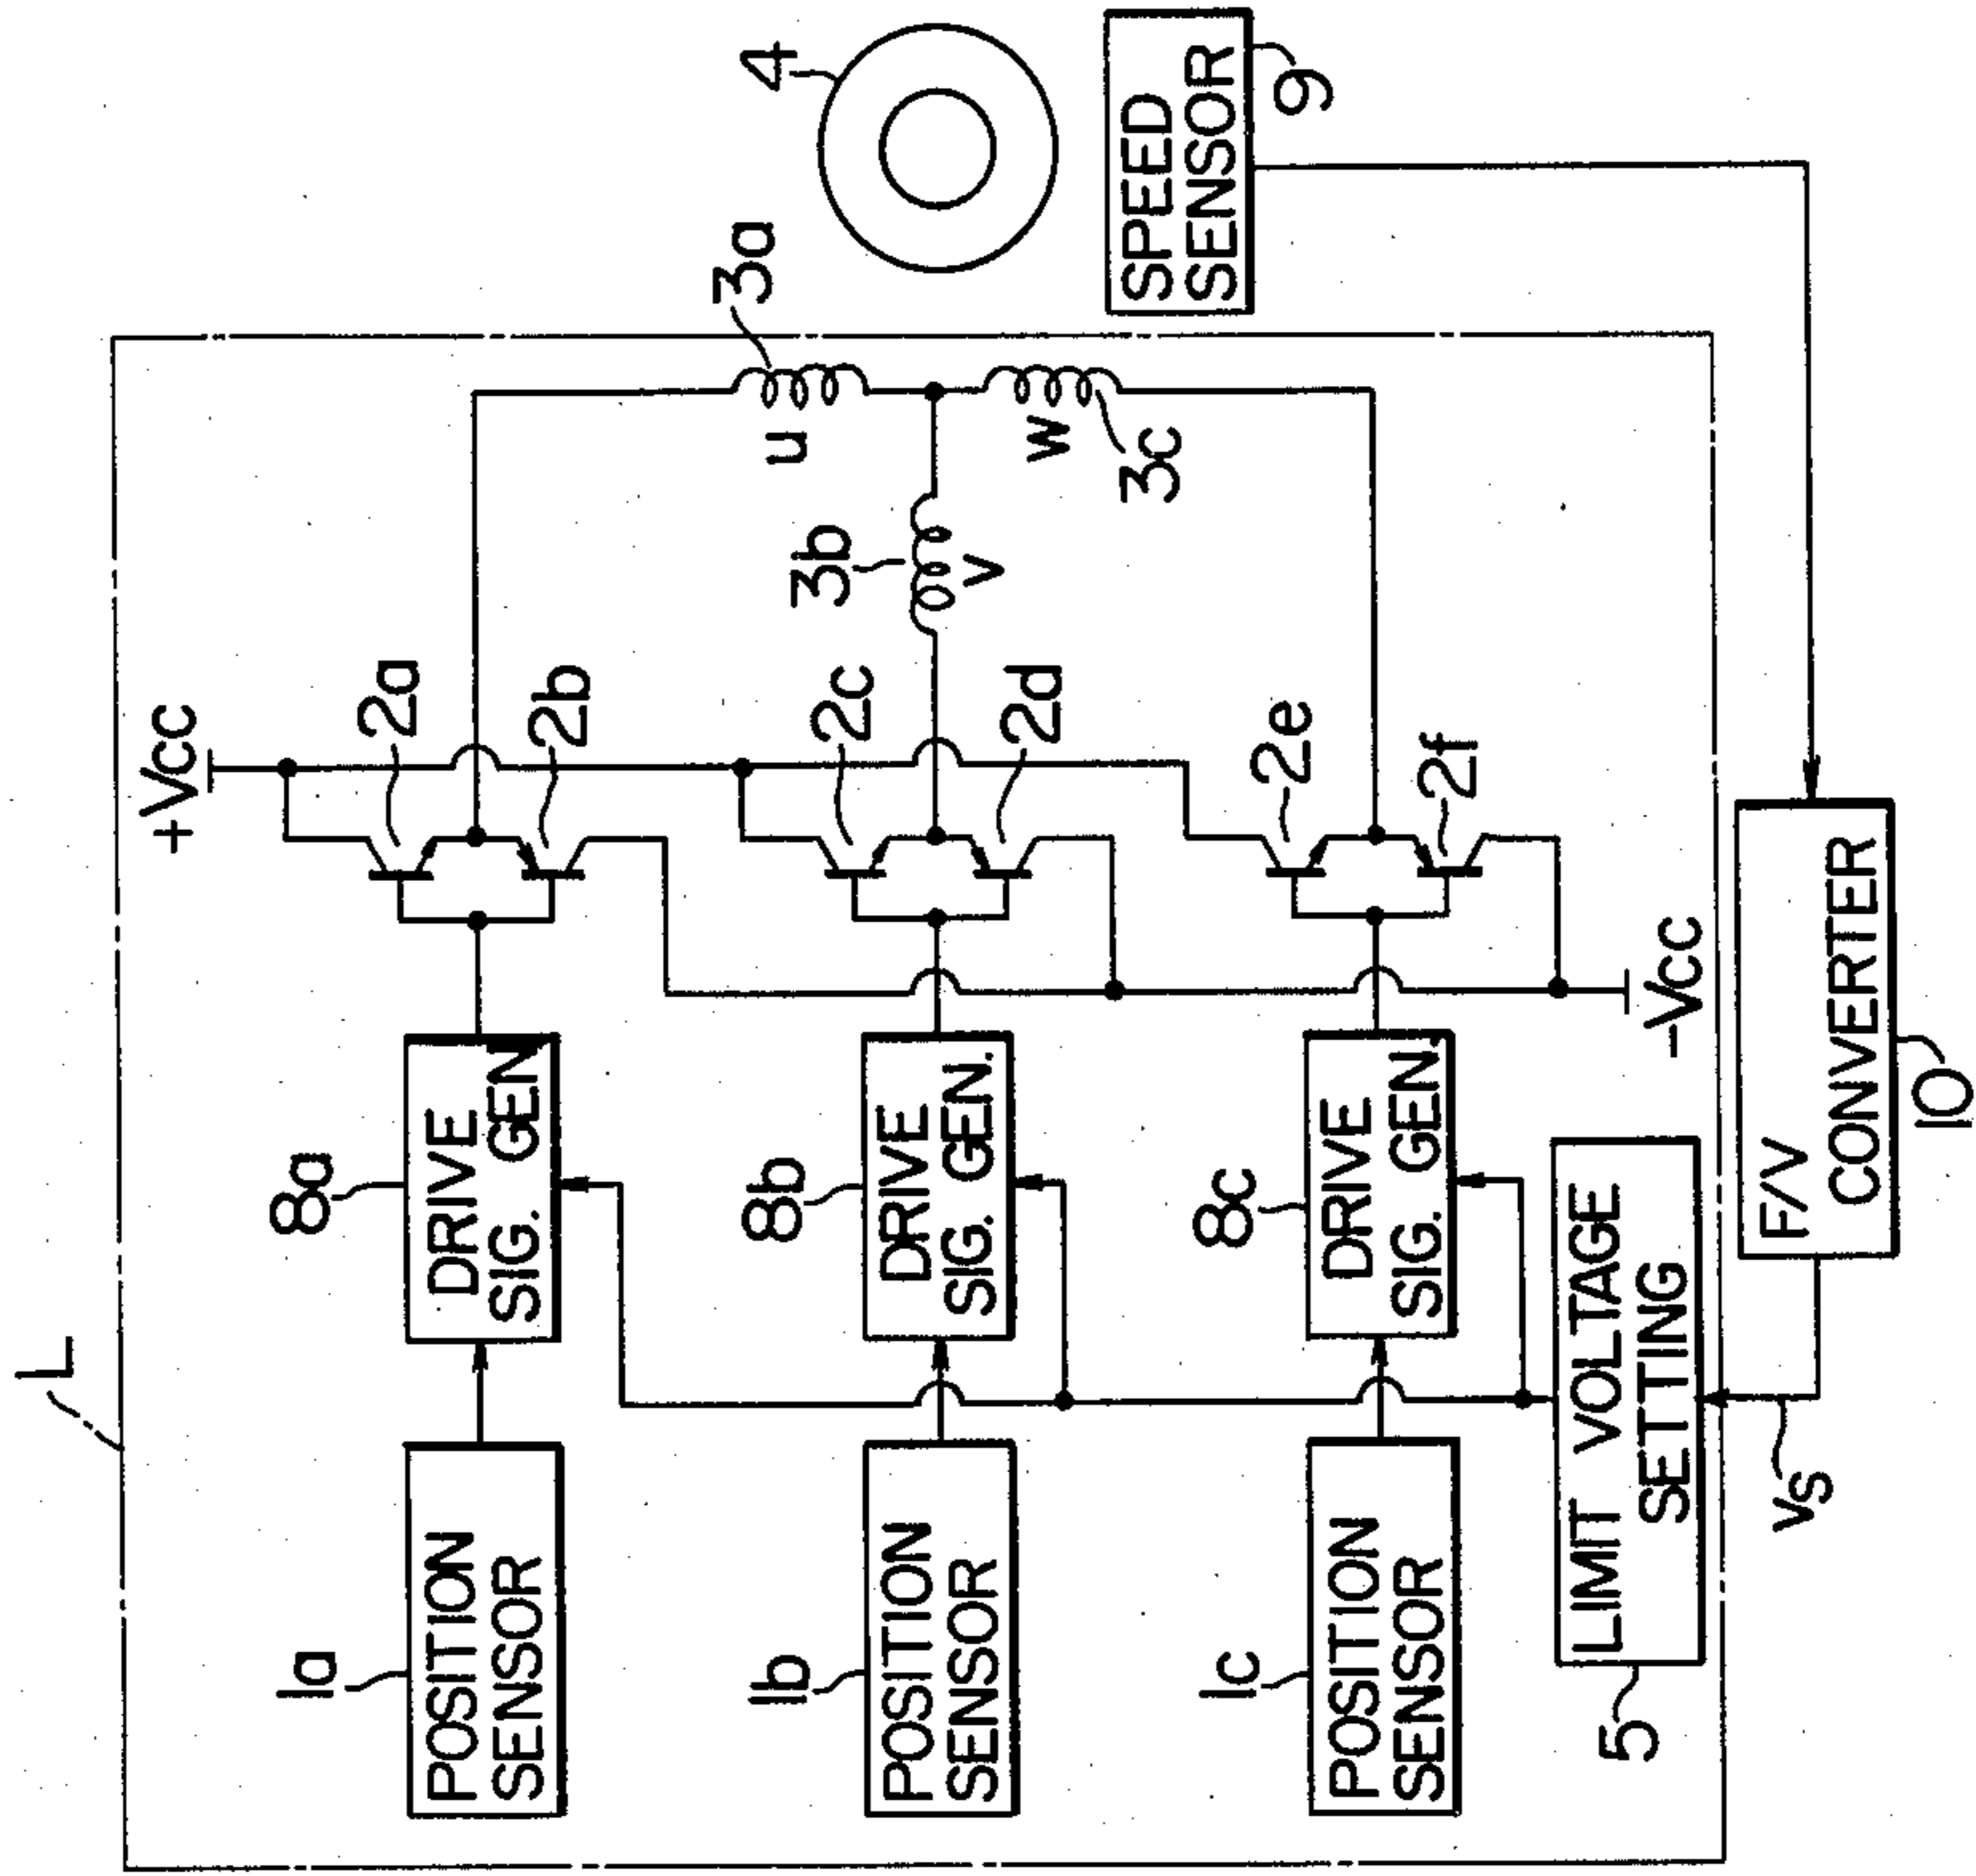 L
1a
POSITION
SENSOR
8a
DRIVE
SIG. GEN.
+Vcc
2a
2b
3a
u
4
1b
POSITION
SENSOR
8b
DRIVE
SIG. GEN.
2c
2d
3b
v
w
3c
SPEED
SENSOR
9
1c
POSITION
SENSOR
8c
DRIVE
SIG. GEN.
2e
2f
-Vcc
5
LIMIT VOLTAGE
SETTING
Vs
F/V
CONVERTER
10